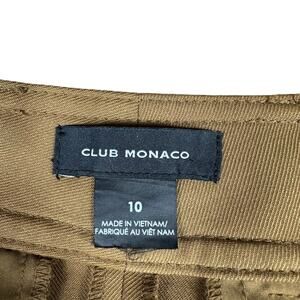 CLUB MONACO
10
MADE IN VIETNAM/
FABRIQUÉ AU VIÊT NAM